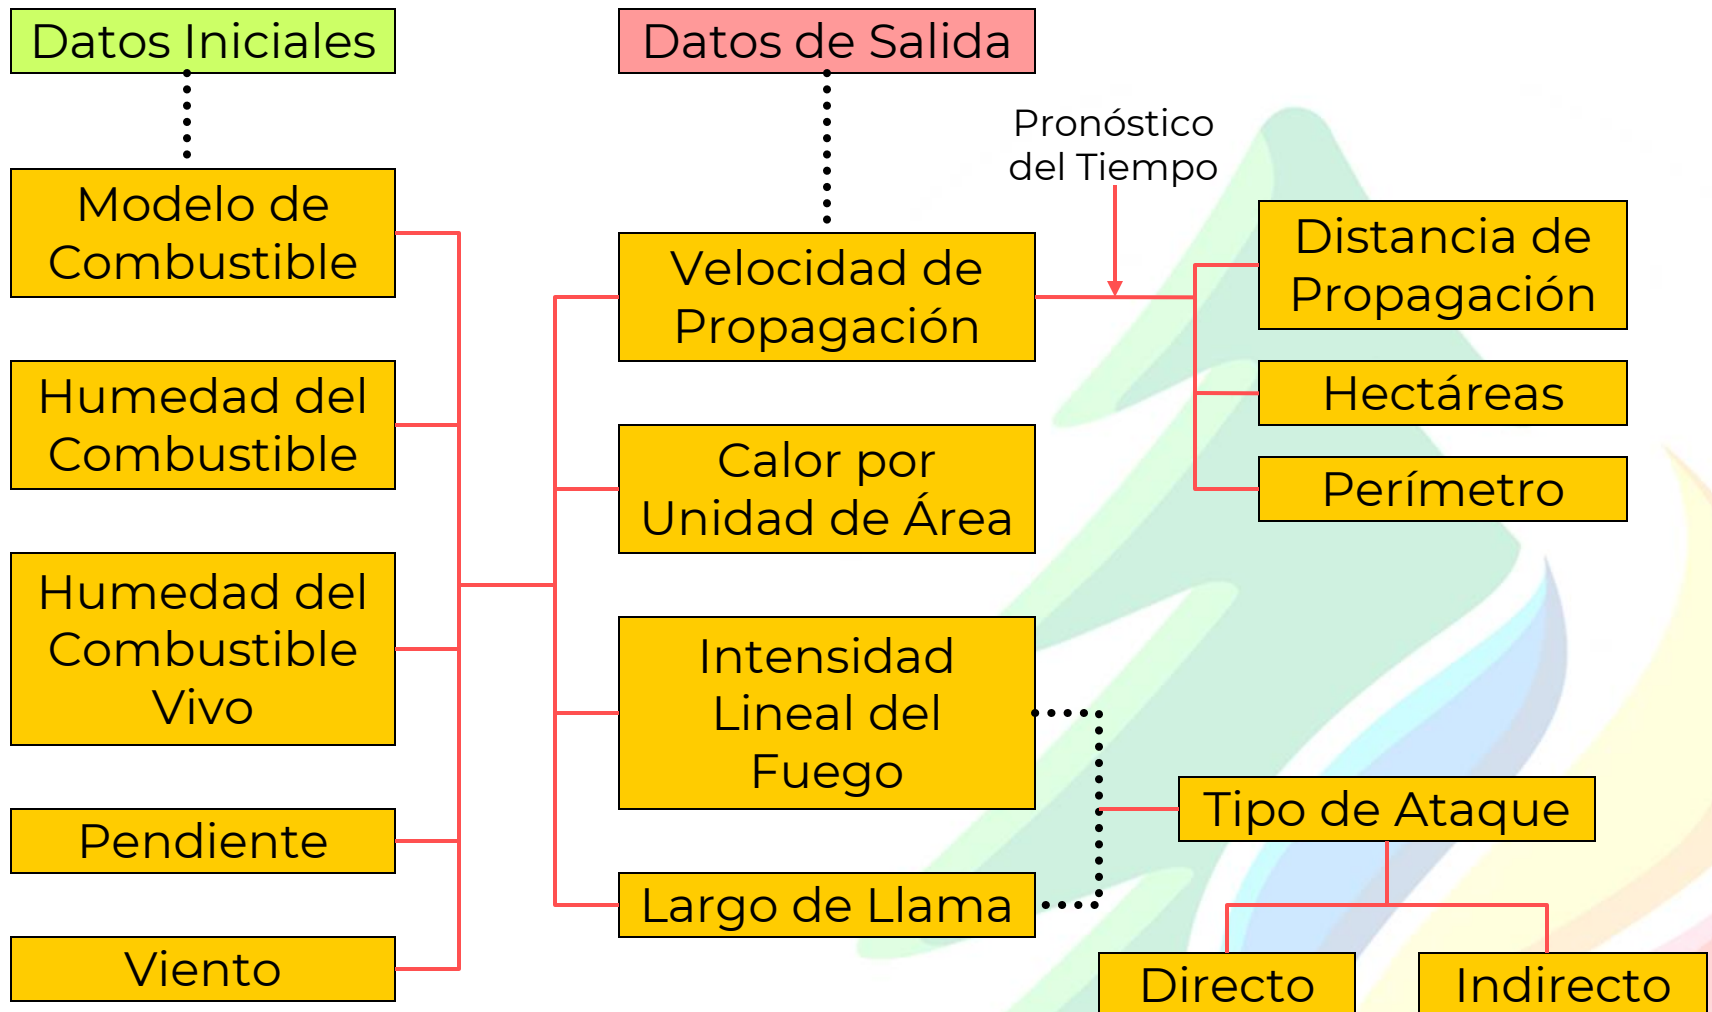 Datos Iniciales
Modelo de
Combustible
Humedad del
Combustible
Humedad del
Combustible
Vivo
Pendiente
Viento
Datos de Salida
Velocidad de
Propagación
Calor por
Unidad de Área
Intensidad
Lineal del
Fuego
Largo de Llama
Pronóstico
del Tiempo
Distancia de
Propagación
Hectáreas
Perímetro
Tipo de Ataque
Directo
Indirecto